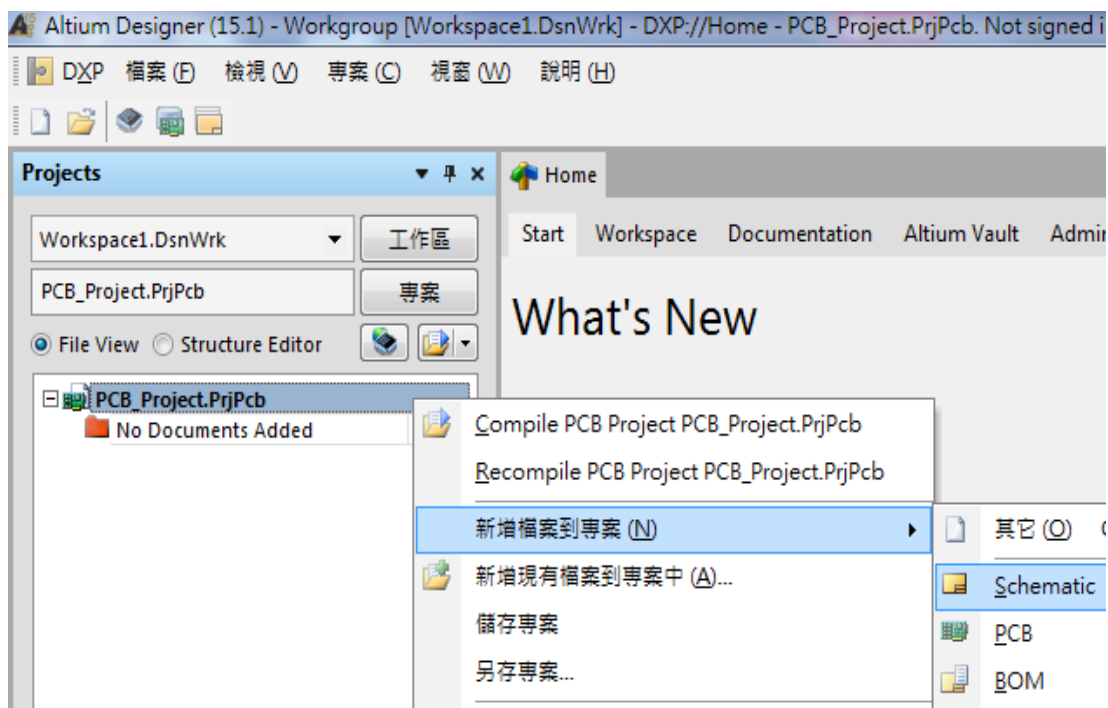 Altium Designer (15.1) - Workgroup [Workspace1.DsnWrk] - DXP://Home - PCB_Project.PrjPcb. Not signed i
DXP 檔案 (F) 檢視 (V) 專案 (C) 視窗 (W) 說明 (H)
Projects
Home
Workspace1.DsnWrk 工作區
Start Workspace Documentation Altium Vault Admin
PCB_Project.PrjPcb 專案
What's New
File View Structure Editor
PCB_Project.PrjPcb
No Documents Added
Compile PCB Project PCB_Project.PrjPcb
Recompile PCB Project PCB_Project.PrjPcb
新增檔案到專案 (N)
其它 (O)
新增現有檔案到專案中 (A)...
Schematic
儲存專案
PCB
另存專案...
BOM